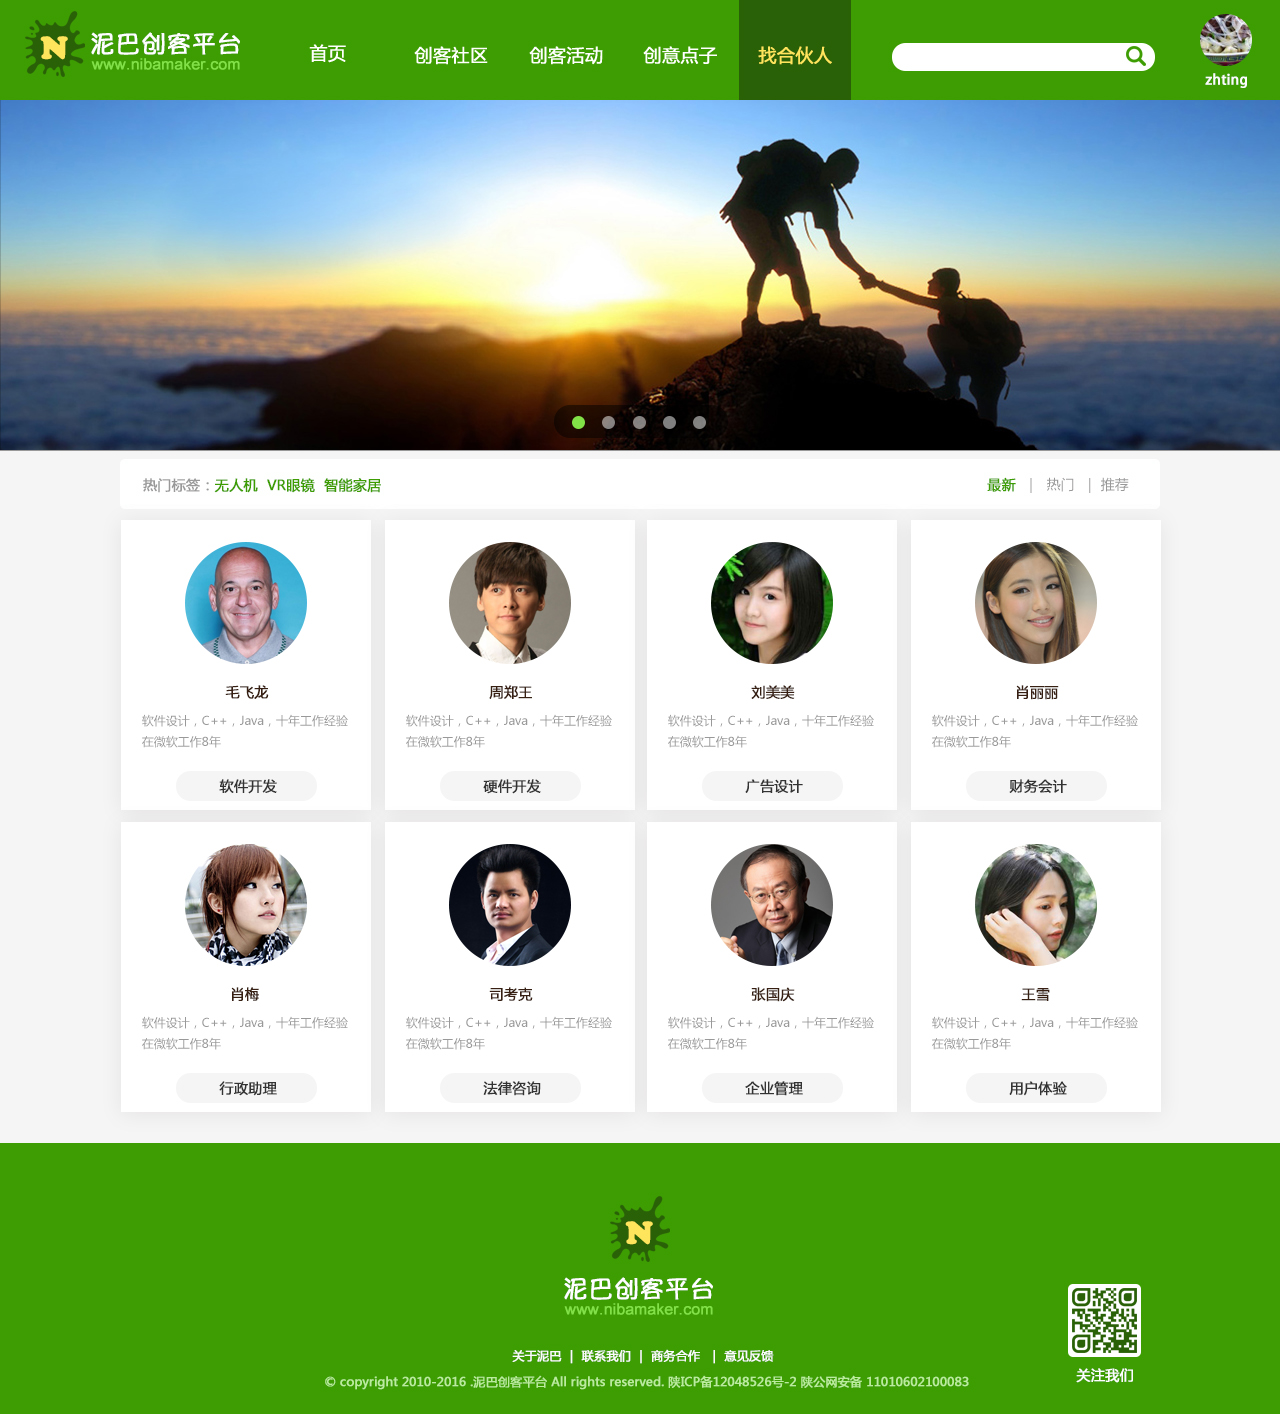 N 泥巴创客平台
www.nibamaker.com
首页 创客社区 创客活动 创意点子 找合伙人
zhting
热门标签：无人机 VR眼镜 智能家居
最新 | 热门 | 推荐
毛飞龙
软件设计，C++，Java，十年工作经验
在微软工作8年
软件开发
周郑王
软件设计，C++，Java，十年工作经验
在微软工作8年
硬件开发
刘美美
软件设计，C++，Java，十年工作经验
在微软工作8年
广告设计
肖丽丽
软件设计，C++，Java，十年工作经验
在微软工作8年
财务会计
肖梅
软件设计，C++，Java，十年工作经验
在微软工作8年
行政助理
司考克
软件设计，C++，Java，十年工作经验
在微软工作8年
法律咨询
张国庆
软件设计，C++，Java，十年工作经验
在微软工作8年
企业管理
王雪
软件设计，C++，Java，十年工作经验
在微软工作8年
用户体验
N
泥巴创客平台
www.nibamaker.com
关于泥巴 | 联系我们 | 商务合作 | 意见反馈
© copyright 2010-2016 .泥巴创客平台 All rights reserved. 陕ICP备12048526号-2 陕公网安备 11010602100083
关注我们